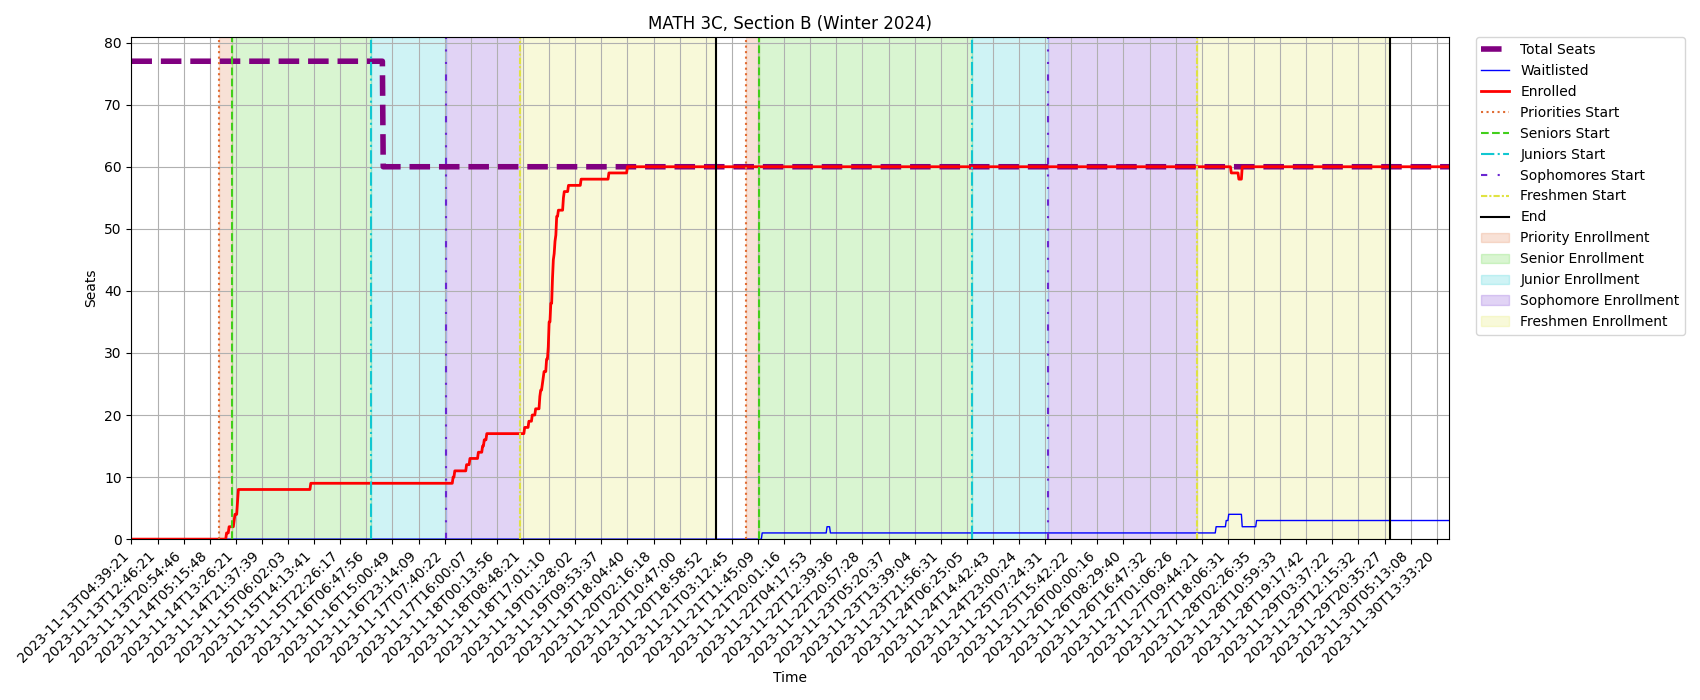 MATH 3C, Section B (Winter 2024)
Seats
80
70
60
50
40
30
20
10
0
2023-11-13T04:39:21
2023-11-13T12:46:21
2023-11-13T20:54:46
2023-11-14T05:15:48
2023-11-14T13:26:21
2023-11-14T21:37:39
2023-11-15T06:02:03
2023-11-15T14:13:41
2023-11-15T22:26:17
2023-11-16T06:47:56
2023-11-16T15:00:49
2023-11-16T23:14:09
2023-11-17T07:40:22
2023-11-17T16:00:07
2023-11-18T00:13:56
2023-11-18T08:48:21
2023-11-18T17:01:10
2023-11-19T01:28:02
2023-11-19T09:53:37
2023-11-19T18:04:40
2023-11-20T02:16:18
2023-11-20T10:47:00
2023-11-20T18:58:52
2023-11-21T03:12:45
2023-11-21T11:45:09
2023-11-21T20:01:16
2023-11-22T04:17:53
2023-11-22T12:39:36
2023-11-22T20:57:28
2023-11-23T05:20:37
2023-11-23T13:39:04
2023-11-23T21:56:31
2023-11-24T06:25:05
2023-11-24T14:42:43
2023-11-24T23:00:24
2023-11-25T07:24:31
2023-11-25T15:42:22
2023-11-26T00:00:16
2023-11-26T08:29:40
2023-11-26T16:47:32
2023-11-27T01:06:26
2023-11-27T09:44:21
2023-11-27T18:06:31
2023-11-28T02:26:35
2023-11-28T10:59:33
2023-11-28T19:17:42
2023-11-29T03:37:22
2023-11-29T12:15:32
2023-11-29T20:35:27
2023-11-30T05:13:08
2023-11-30T13:33:20
Time
Total Seats
Waitlisted
Enrolled
Priorities Start
Seniors Start
Juniors Start
Sophomores Start
Freshmen Start
End
Priority Enrollment
Senior Enrollment
Junior Enrollment
Sophomore Enrollment
Freshmen Enrollment